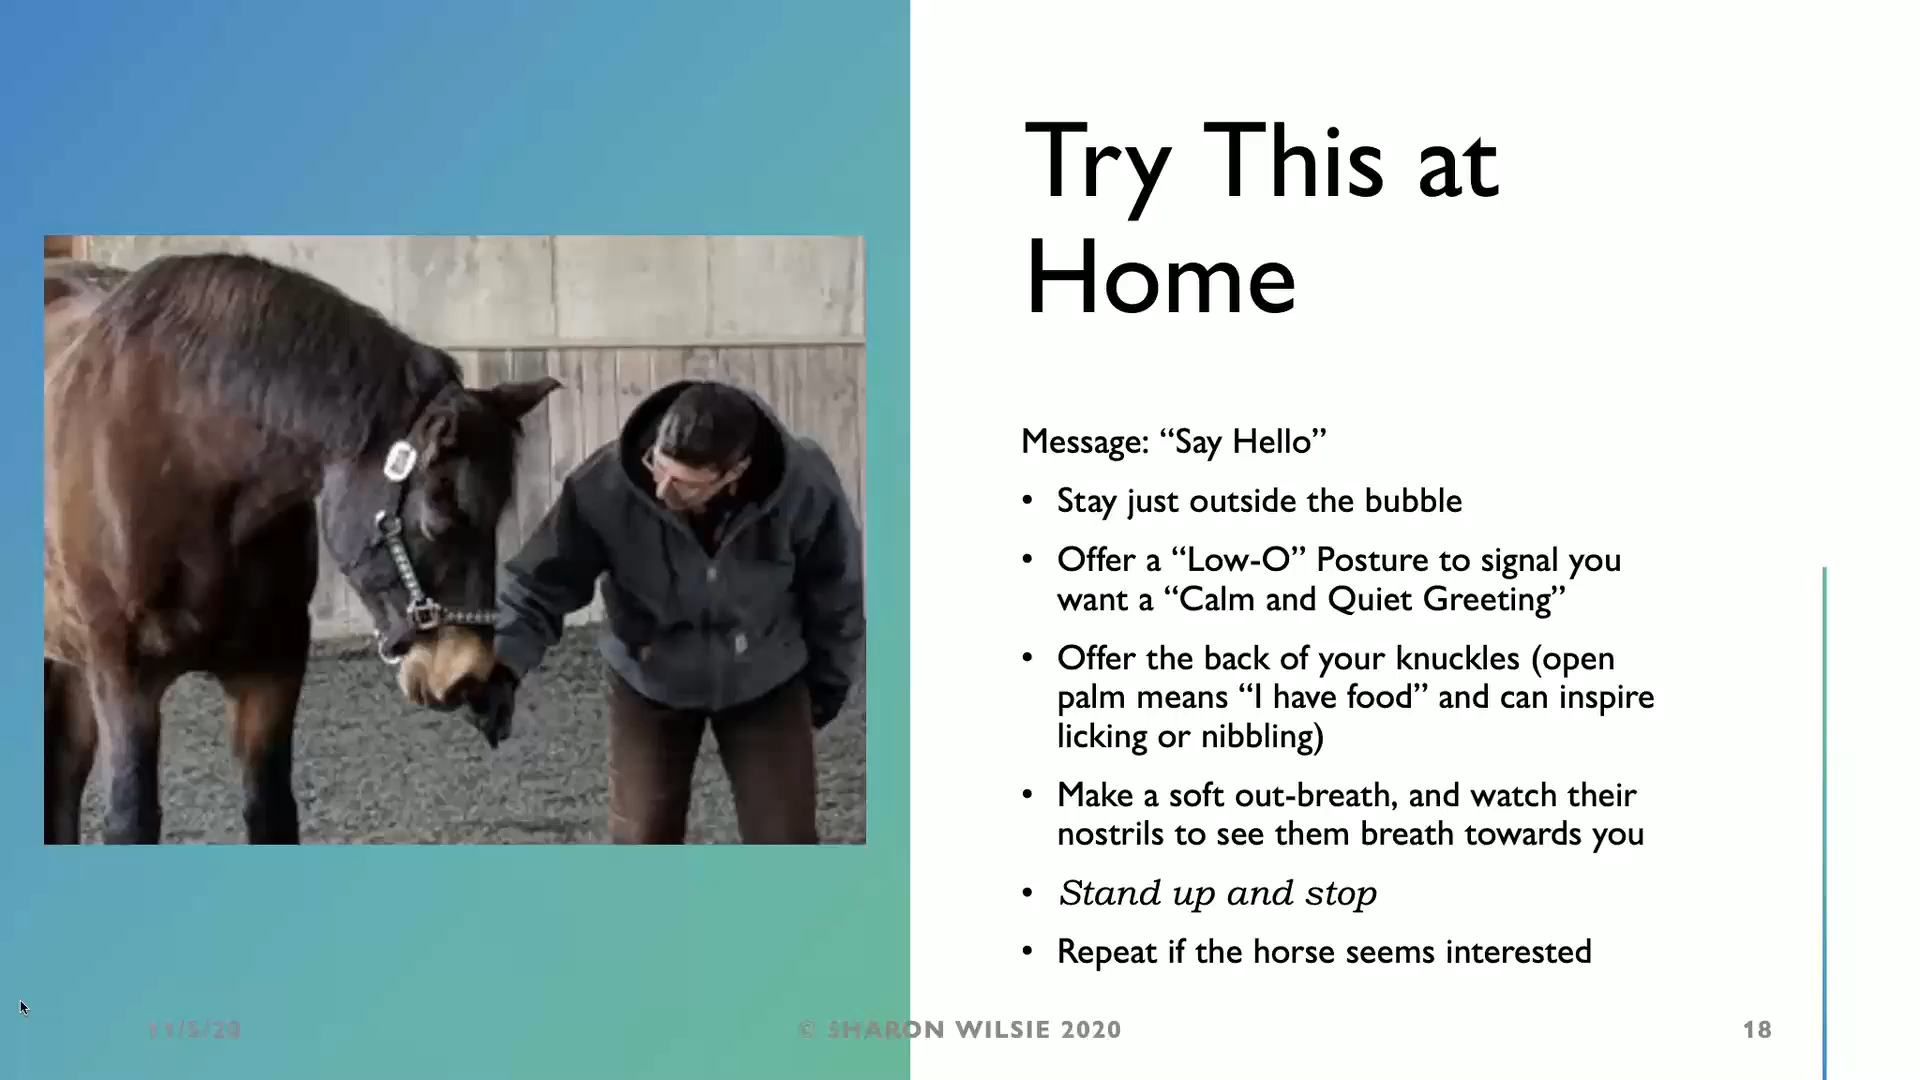 Try This at
Home
Message: “Say Hello”
• Stay just outside the bubble
• Offer a “Low-O” Posture to signal you
want a “Calm and Quiet Greeting”
• Offer the back of your knuckles (open
palm means “I have food” and can inspire
licking or nibbling)
• Make a soft out-breath, and watch their
nostrils to see them breath towards you
• Stand up and stop
• Repeat if the horse seems interested
11/5/20
© SHARON WILSIE 2020
18